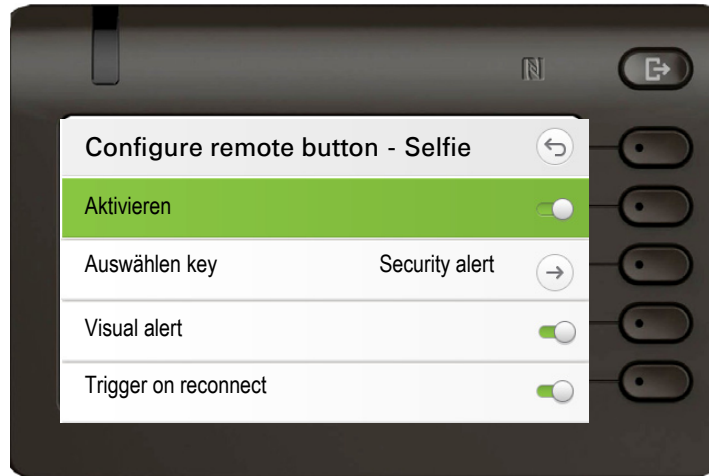 Configure remote button - Selfie
Aktivieren
Auswählen key Security alert
Visual alert
Trigger on reconnect